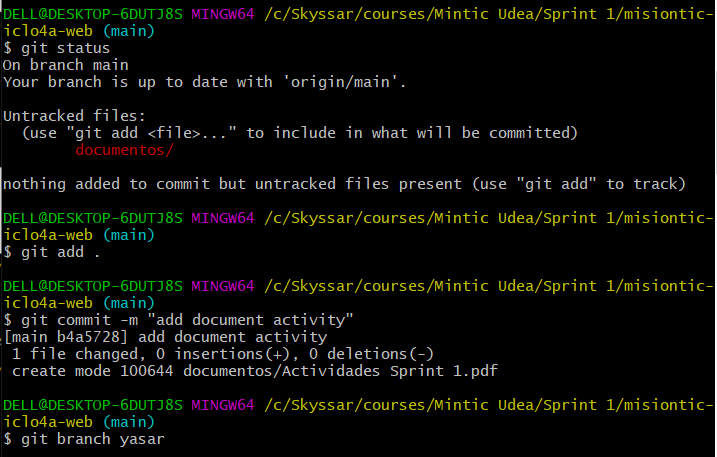 DELL@DESKTOP-6DUTJ8S MINGW64 /c/Skyssar/courses/Mintic Udea/Sprint 1/misiontic-
iclo4a-web (main)
$ git status
On branch main
Your branch is up to date with 'origin/main'.
Untracked files:
(use "git add <file>..." to include in what will be committed)
documentos/
nothing added to commit but untracked files present (use "git add" to track)
DELL@DESKTOP-6DUTJ8S MINGW64 /c/Skyssar/courses/Mintic Udea/Sprint 1/misiontic-
iclo4a-web (main)
$ git add .
DELL@DESKTOP-6DUTJ8S MINGW64 /c/Skyssar/courses/Mintic Udea/Sprint 1/misiontic-
iclo4a-web (main)
$ git commit -m "add document activity"
[main b4a5728] add document activity
1 file changed, 0 insertions(+), 0 deletions(-)
create mode 100644 documentos/Actividades Sprint 1.pdf
DELL@DESKTOP-6DUTJ8S MINGW64 /c/Skyssar/courses/Mintic Udea/Sprint 1/misiontic-
iclo4a-web (main)
$ git branch yasar